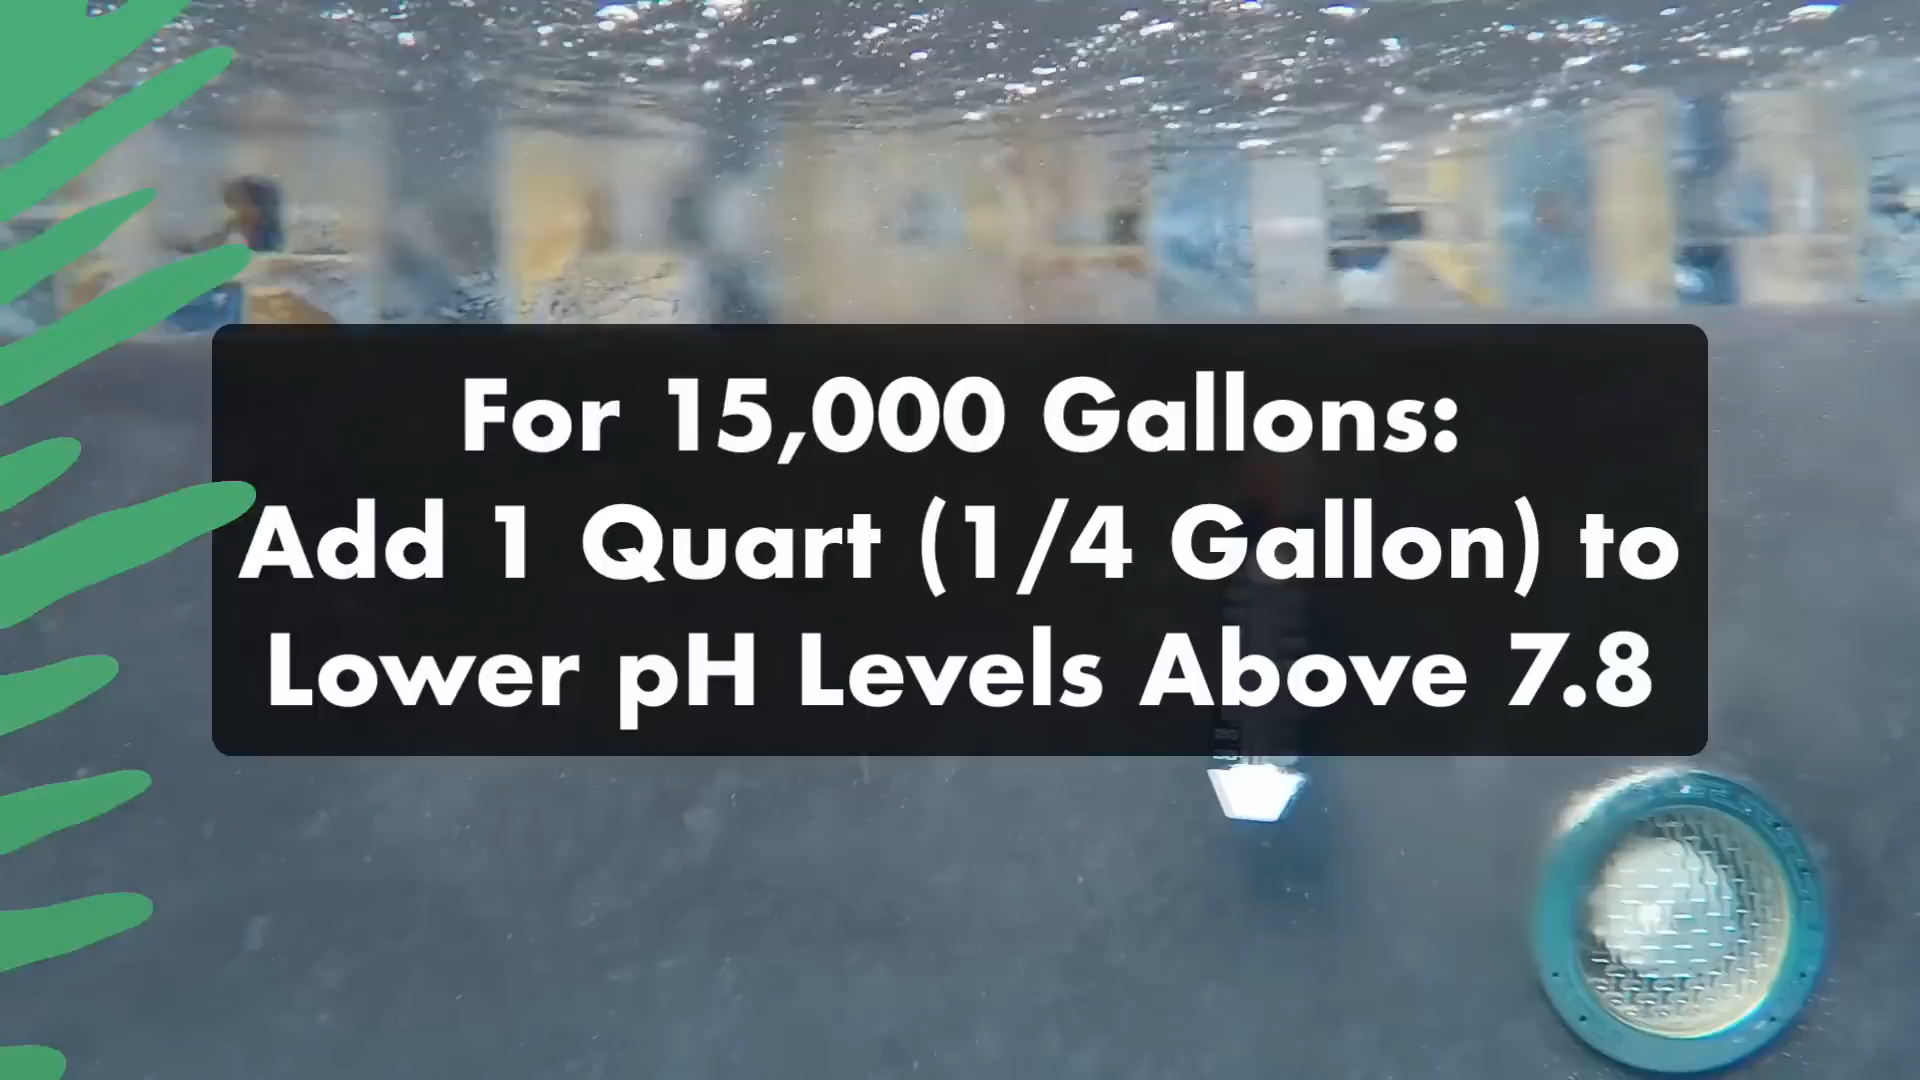 For 15,000 Gallons:
Add 1 Quart (1/4 Gallon) to
Lower pH Levels Above 7.8